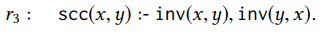 r₃ : scc(x, y) :- inv(x, y), inv(y, x).